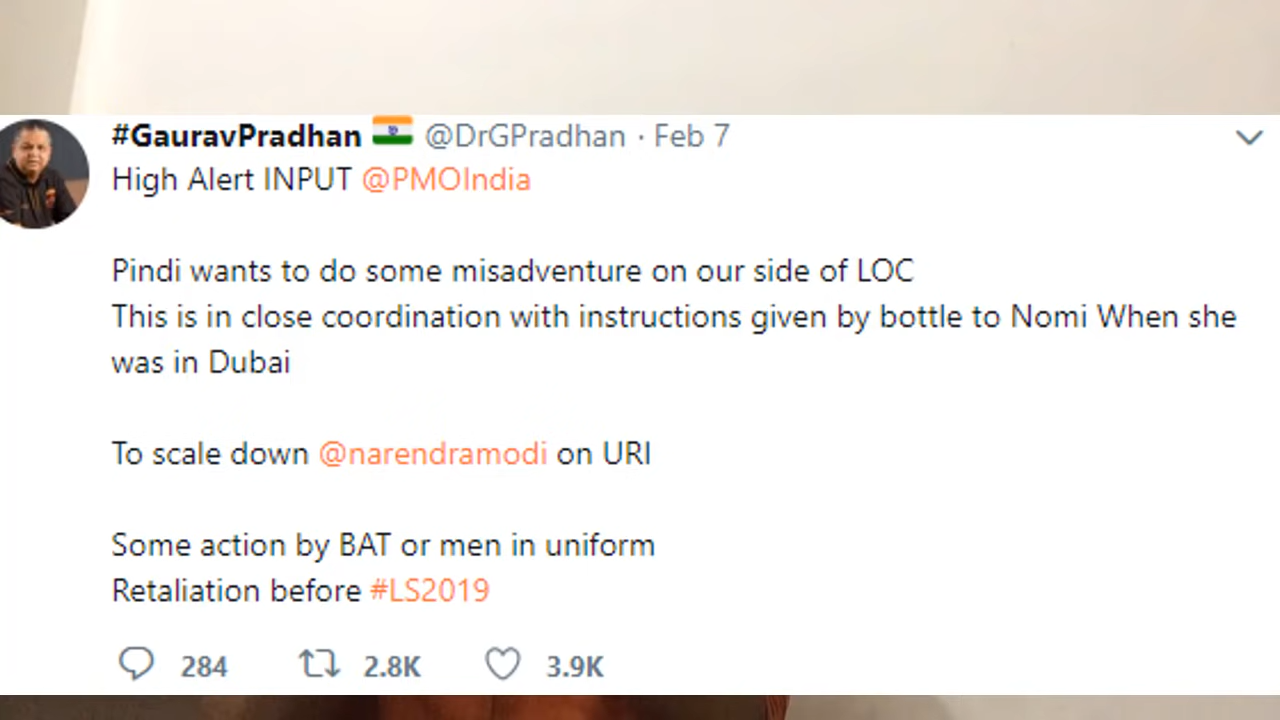 #GauravPradhan 🇮🇳 @DrGPradhan · Feb 7
High Alert INPUT @PMOIndia
Pindi wants to do some misadventure on our side of LOC
This is in close coordination with instructions given by bottle to Nomi When she
was in Dubai
To scale down @narendramodi on URI
Some action by BAT or men in uniform
Retaliation before #LS2019
284 2.8K 3.9K